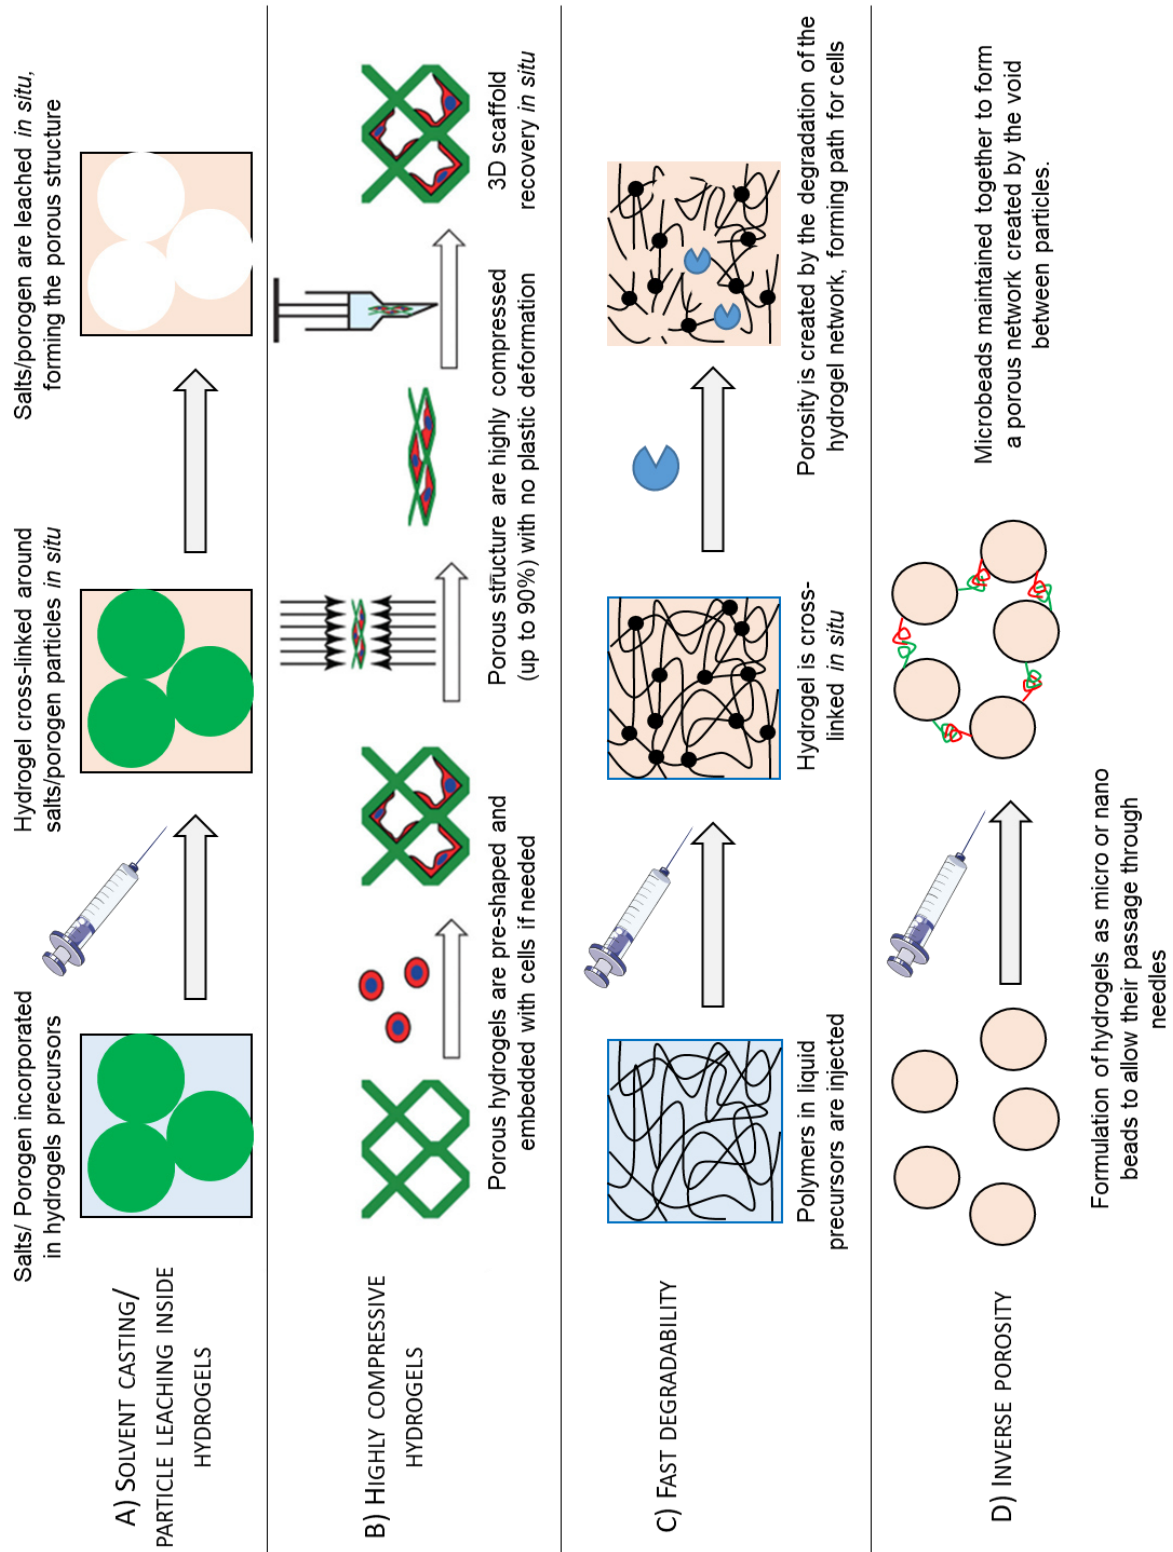 A) SOLVENT CASTING/
PARTICLE LEACHING INSIDE
HYDROGELS
Salts/ Porogen incorporated
in hydrogels precursors
Hydrogel cross-linked around
salts/porogen particles in situ
Salts/porogen are leached in situ,
forming the porous structure
B) HIGHLY COMPRESSIVE
HYDROGELS
Porous hydrogels are pre-shaped and
embedded with cells if needed
Porous structure are highly compressed
(up to 90%) with no plastic deformation
3D scaffold
recovery in situ
C) FAST DEGRADABILITY
Polymers in liquid
precursors are injected
Hydrogel is cross-
linked in situ
Porosity is created by the degradation of the
hydrogel network, forming path for cells
D) INVERSE POROSITY
Formulation of hydrogels as micro or nano
beads to allow their passage through
needles
Microbeads maintained together to form
a porous network created by the void
between particles.